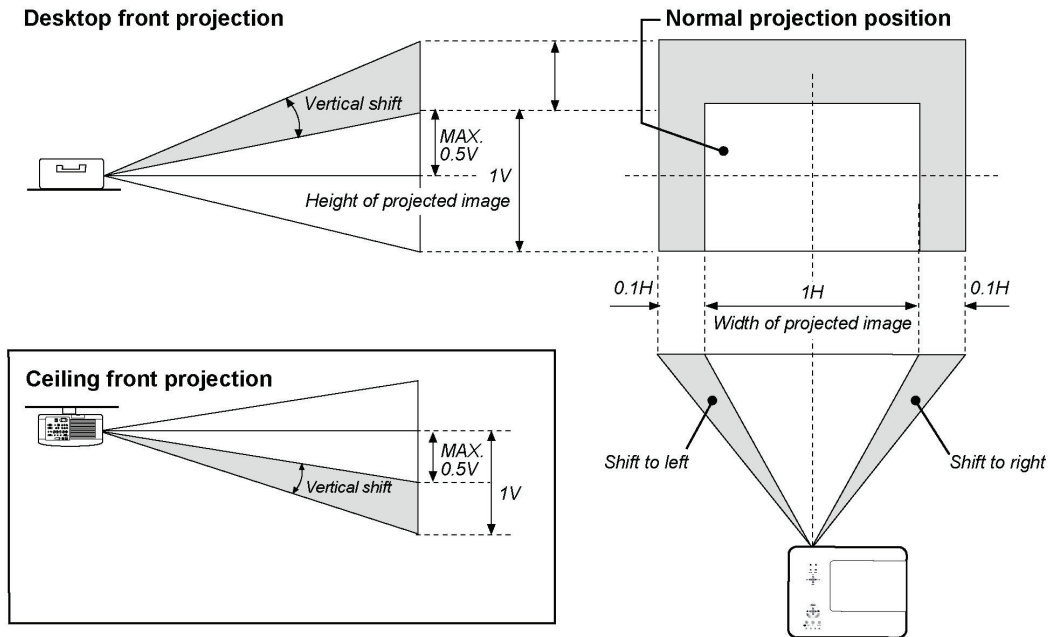 Desktop front projection
Normal projection position
Vertical shift
MAX.
0.5V
1V
Height of projected image
0.1H
1H
0.1H
Width of projected image
Ceiling front projection
MAX.
0.5V
Vertical shift
1V
Shift to left
Shift to right